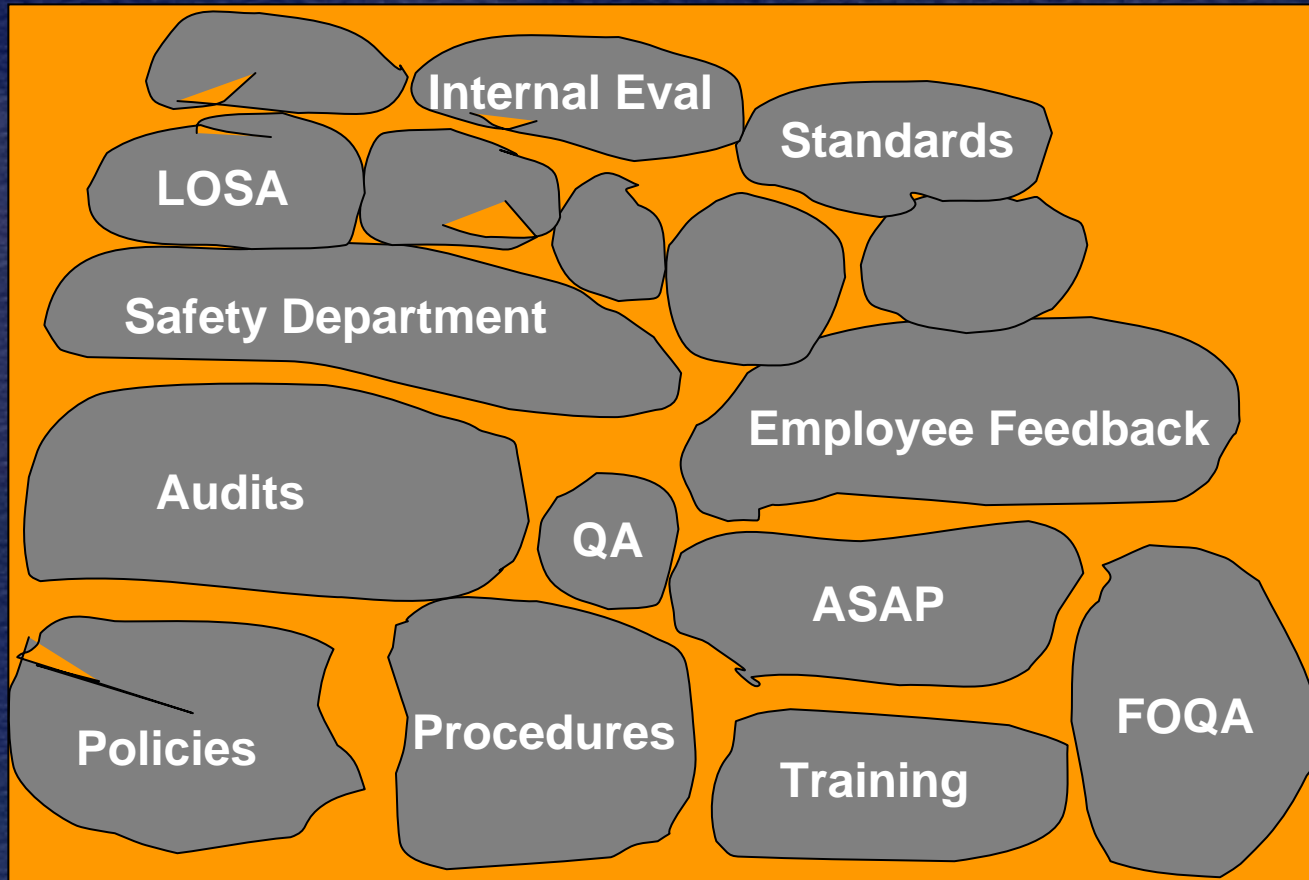 Internal Eval
Standards
LOSA
Safety Department
Employee Feedback
Audits
QA
ASAP
Policies
Procedures
FOQA
Training